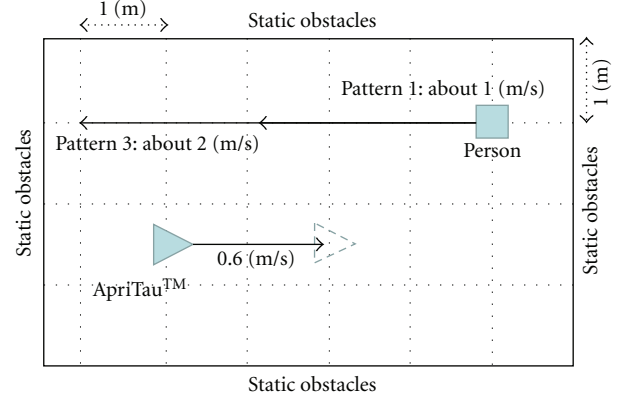 1 (m)
Static obstacles
Pattern 1: about 1 (m/s)
1 (m)
Pattern 3: about 2 (m/s)
Person
Static obstacles
Static obstacles
0.6 (m/s)
ApriTau™
Static obstacles